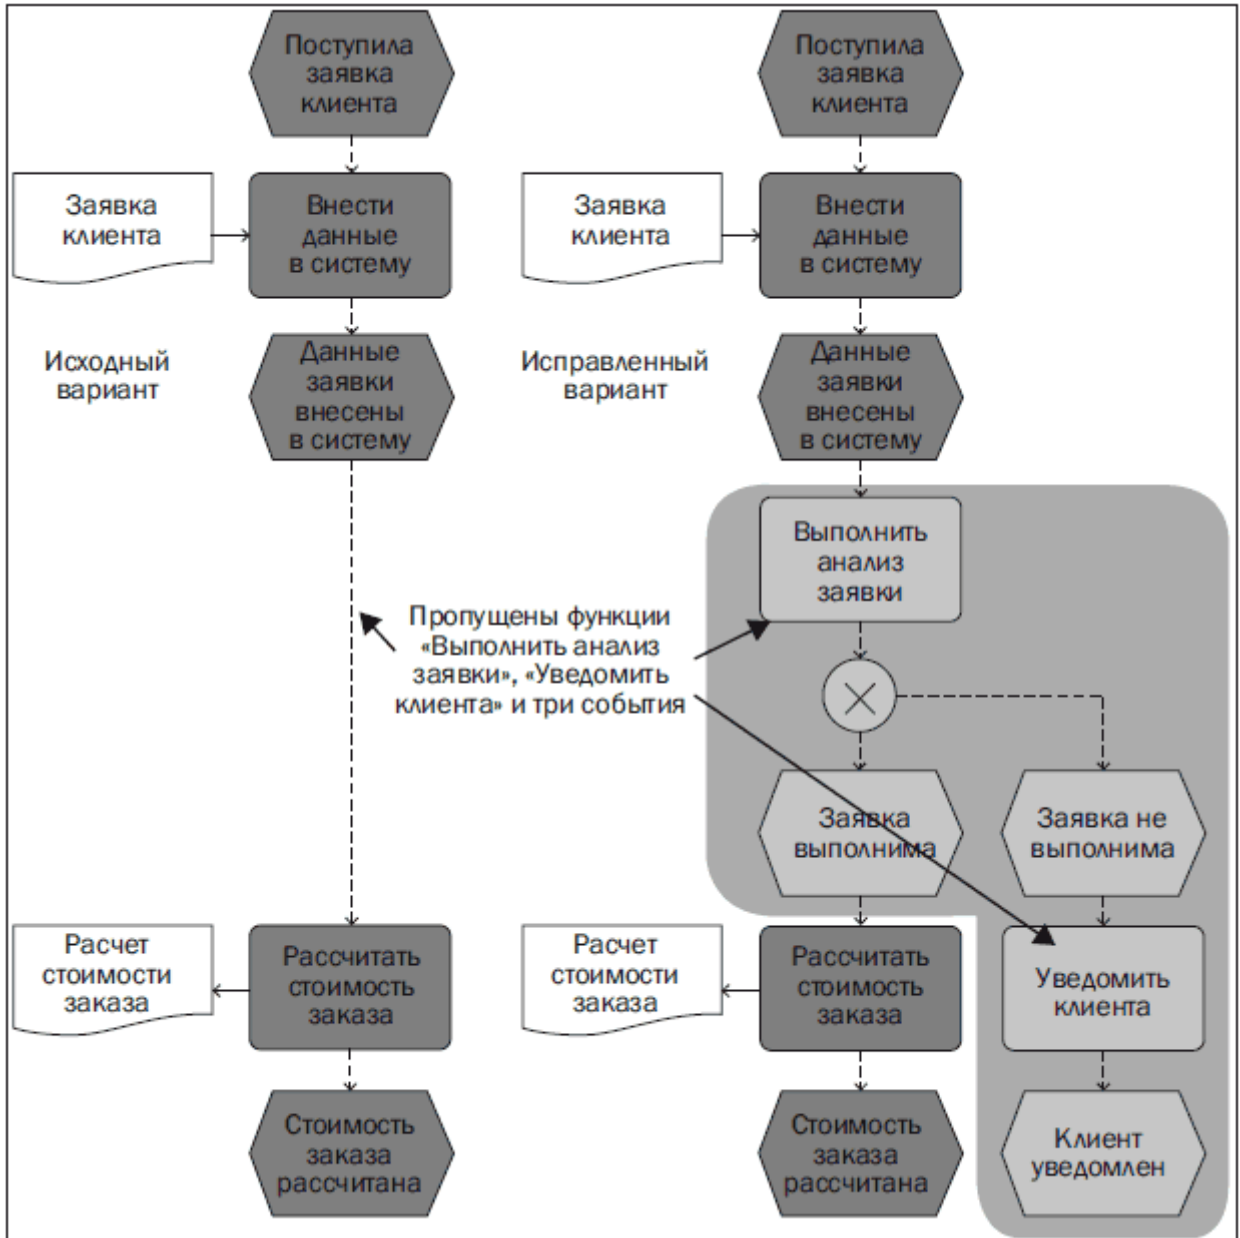 Поступила
заявка
клиента
Поступила
заявка
клиента
Заявка
клиента
Внести
данные
в систему
Заявка
клиента
Внести
данные
в систему
Исходный
вариант
Данные
заявки
внесены
в систему
Исправленный
вариант
Данные
заявки
внесены
в систему
Выполнить
анализ
заявки
Пропущены функции
«Выполнить анализ
заявки», «Уведомить
клиента» и три события
Заявка
выполнима
Заявка не
выполнима
Расчет
стоимости
заказа
Рассчитать
стоимость
заказа
Расчет
стоимости
заказа
Рассчитать
стоимость
заказа
Уведомить
клиента
Стоимость
заказа
рассчитана
Стоимость
заказа
рассчитана
Клиент
уведомлен